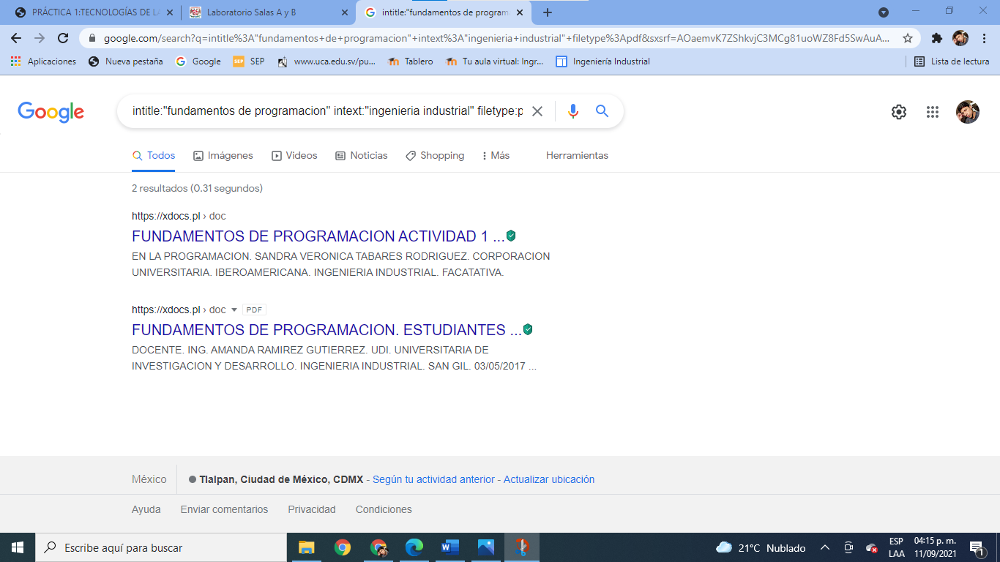 PRÁCTICA 1:TECNOLOGÍAS DE LA
Laboratorio Salas A y B
intitle:"fundamentos de program
google.com/search?q=intitle%3A"fundamentos+de+programacion"+intext%3A"ingenieria+industrial"+filetype%3Apdf&sxsrf=AOaemvK7ZShkvjC3MCg81uoWZ8Fd5SwAuA...
Aplicaciones
Nueva pestaña
Google
SEP
SEP
www.uca.edu.sv/pu...
Tablero
Tu aula virtual: Ingr...
Ingeniería Industrial
Lista de lectura
Google
intitle:"fundamentos de programacion" intext:"ingenieria industrial" filetype:p
Todos
Imágenes
Videos
Noticias
Shopping
Más
Herramientas
2 resultados (0.31 segundos)
https://xdocs.pl › doc
FUNDAMENTOS DE PROGRAMACION ACTIVIDAD 1 ...
EN LA PROGRAMACION. SANDRA VERONICA TABARES RODRIGUEZ. CORPORACION
UNIVERSITARIA. IBEROAMERICANA. INGENIERIA INDUSTRIAL. FACATATIVA.
https://xdocs.pl › doc
PDF
FUNDAMENTOS DE PROGRAMACION. ESTUDIANTES ...
DOCENTE. ING. AMANDA RAMIREZ GUTIERREZ. UDI. UNIVERSITARIA DE
INVESTIGACION Y DESARROLLO. INGENIERIA INDUSTRIAL. SAN GIL. 03/05/2017 ...
México
Tlalpan, Ciudad de México, CDMX - Según tu actividad anterior - Actualizar ubicación
Ayuda
Enviar comentarios
Privacidad
Condiciones
Escribe aquí para buscar
21°C Nublado
ESP
LAA
04:15 p. m.
11/09/2021
1